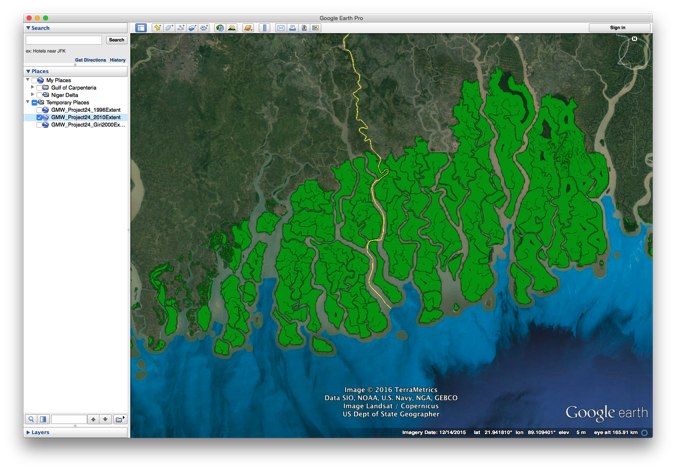 Google Earth Pro
Search
Sign in
Search
ex: Hotels near JFK
Get Directions History
Places
My Places
Gulf of Carpentaria
Niger Delta
Temporary Places
GMW_Project24_1996Extent
GMW_Project24_2010Extent
GMW_Project24_Giri2000Ex...
Image © 2016 TerraMetrics
Data SIO, NOAA, U.S. Navy, NGA, GEBCO
Image Landsat / Copernicus
US Dept of State Geographer
Google earth
Layers
Imagery Date: 12/14/2015 lat 21.941810° lon 89.109401° elev 5 m eye alt 165.81 km